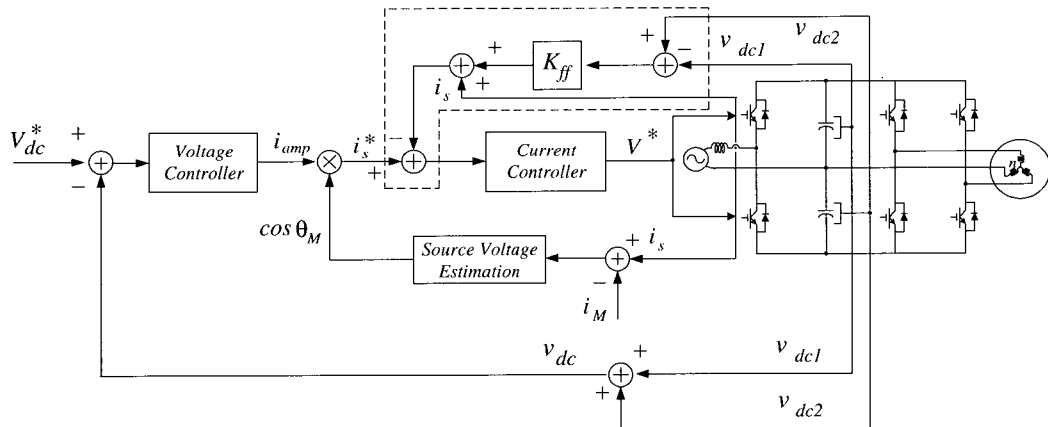 v dc1
v dc2
+
−
+
K ff
+
i s
V * dc
+
−
Voltage
Controller
i amp
i s *
−
+
Current
Controller
V *
n
cos θ M
Source Voltage
Estimation
+
i s
−
i M
v dc
+
v dc1
+
v dc2